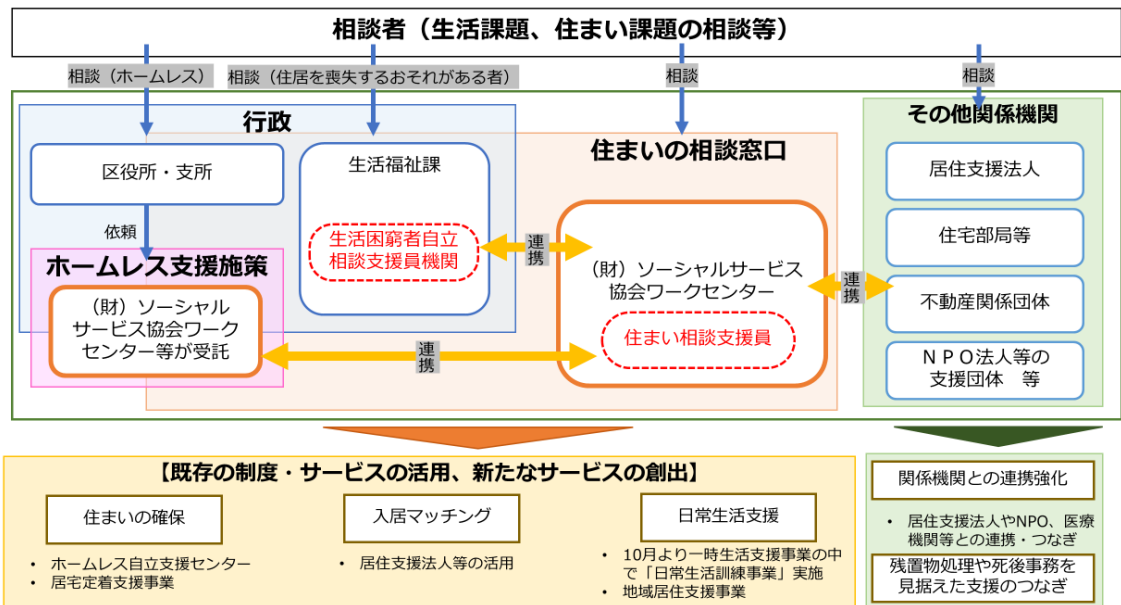 相談者（生活課題、住まい課題の相談等）
相談（ホームレス）
相談（住居を喪失するおそれがある者）
相談
相談
行政
区役所・支所
依頼
ホームレス支援施策
（財）ソーシャル
サービス協会ワーク
センター等が受託
生活福祉課
生活困窮者自立
相談支援員機関
連携
連携
住まいの相談窓口
（財）ソーシャルサービス
協会ワークセンター
住まい相談支援員
連携
その他関係機関
居住支援法人
住宅部局等
不動産関係団体
ＮＰＯ法人等の
支援団体　等
【既存の制度・サービスの活用、新たなサービスの創出】
住まいの確保
• ホームレス自立支援センター
• 居宅定着支援事業
入居マッチング
• 居住支援法人等の活用
日常生活支援
• 10月より一時生活支援事業の中
で「日常生活訓練事業」実施
• 地域居住支援事業
関係機関との連携強化
• 居住支援法人やNPO、医療
機関等との連携・つなぎ
残置物処理や死後事務を
見据えた支援のつなぎ